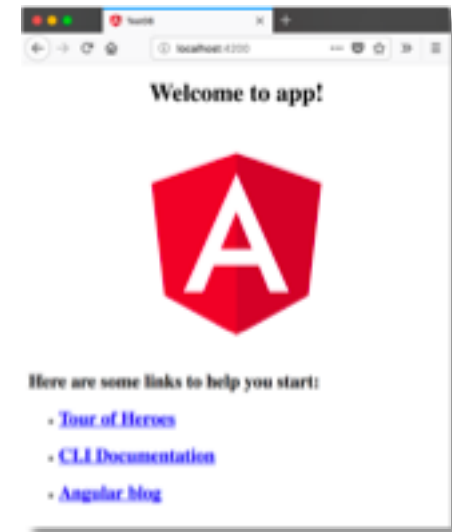 localhost:4200
Welcome to app!
A
Here are some links to help you start:
Tour of Heroes
CLI Documentation
Angular blog